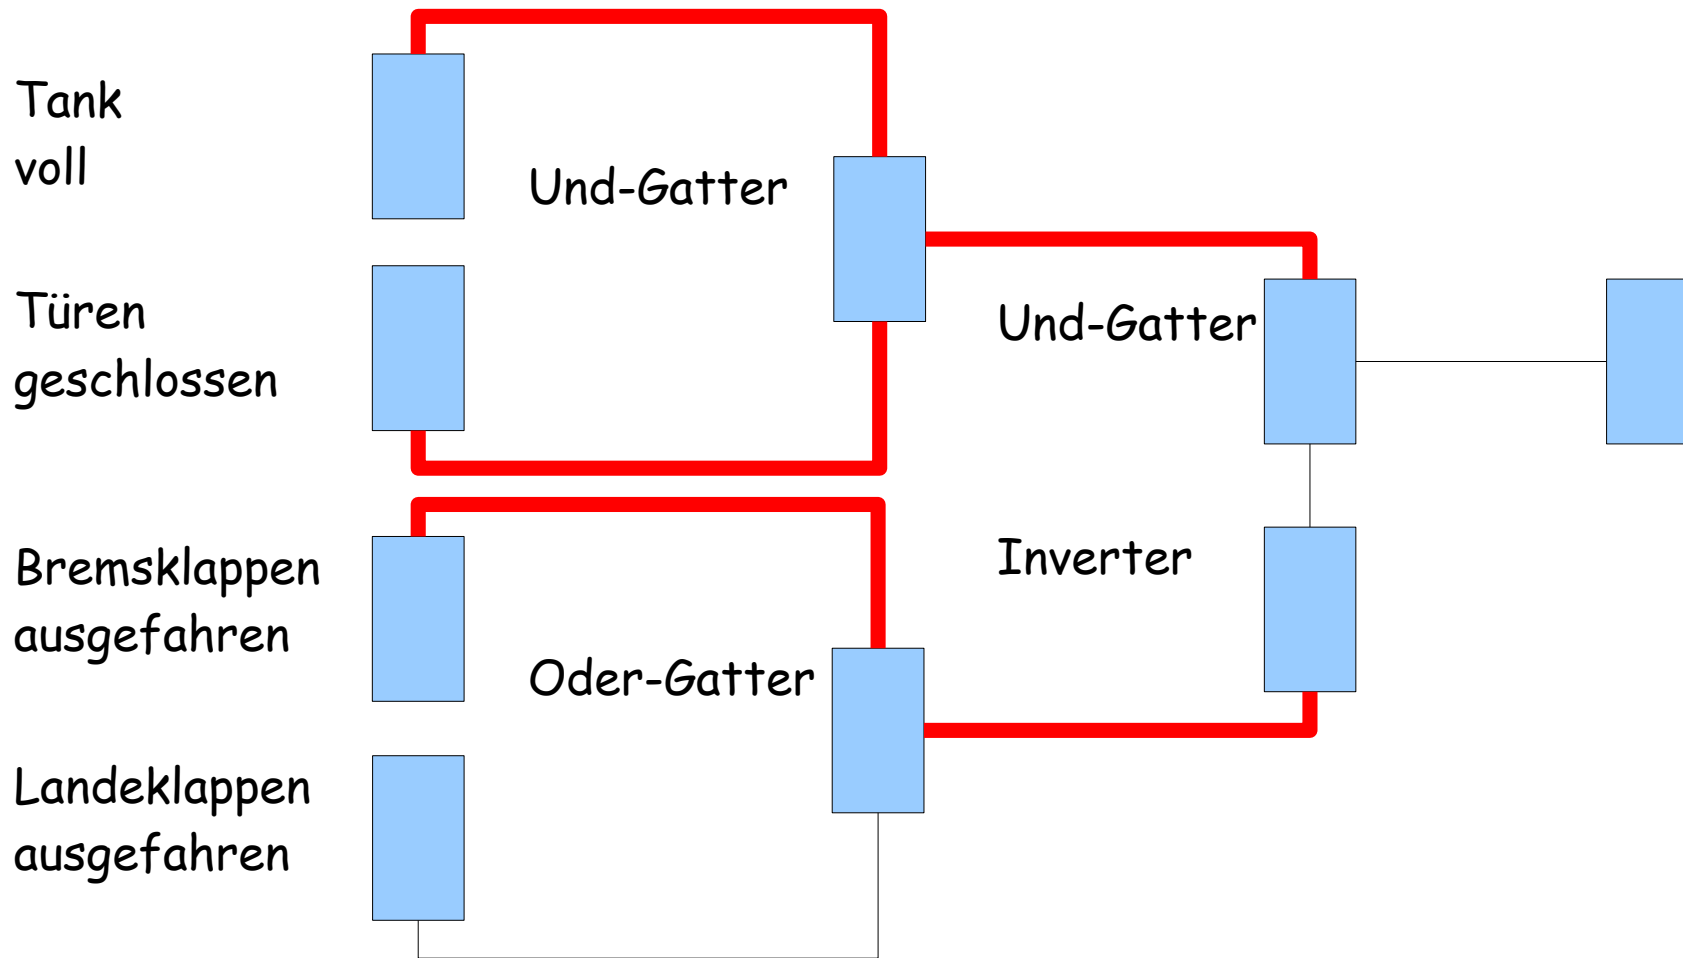 Tank
voll
Und-Gatter
Türen
geschlossen
Und-Gatter
Bremsklappen
ausgefahren
Inverter
Oder-Gatter
Landeklappen
ausgefahren